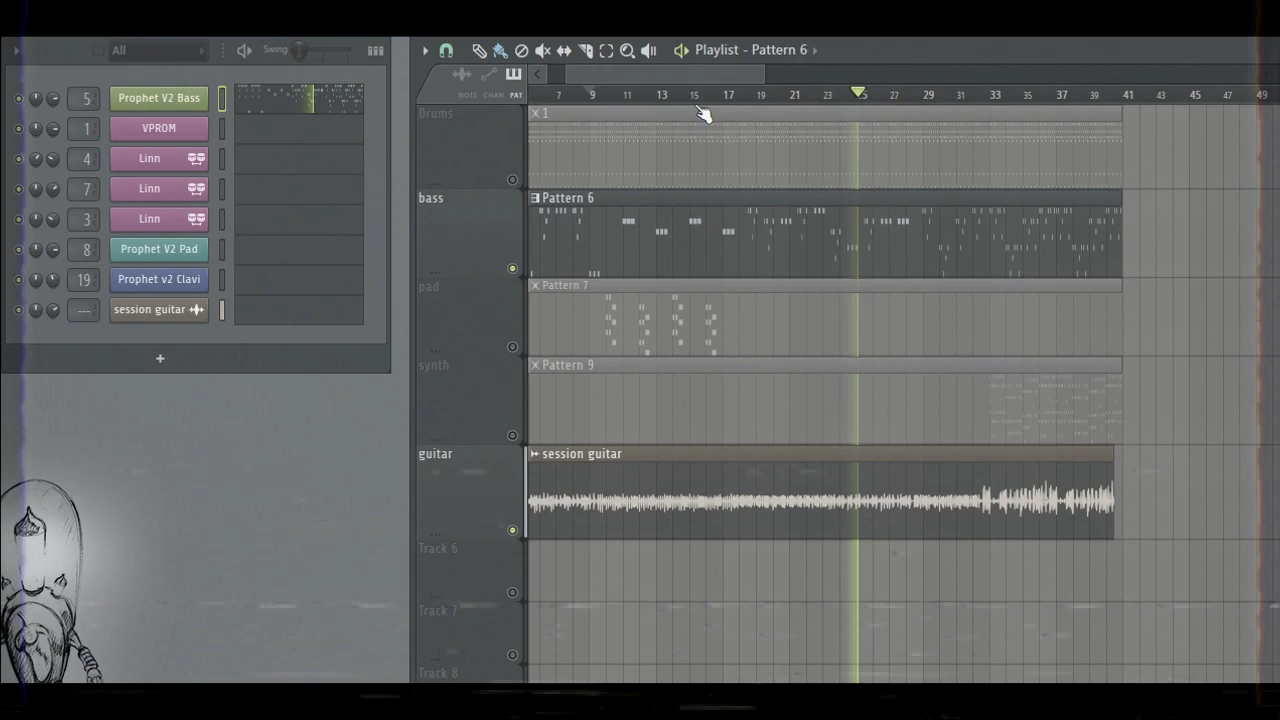 All
Swing
5
Prophet V2 Bass
1
VPROM
4
Linn
7
Linn
3
Linn
8
Prophet V2 Pad
19
Prophet v2 Clavi
---
session guitar
+
Playlist - Pattern 6
NOTE CHAN PAT
7 9 11 13 15 17 19 21 23 25 27 29 31 33 35 37 39 41 43 45 47 49
Drums
1
bass
Pattern 6
pad
Pattern 7
synth
Pattern 9
guitar
session guitar
Track 6
Track 7
Track 8